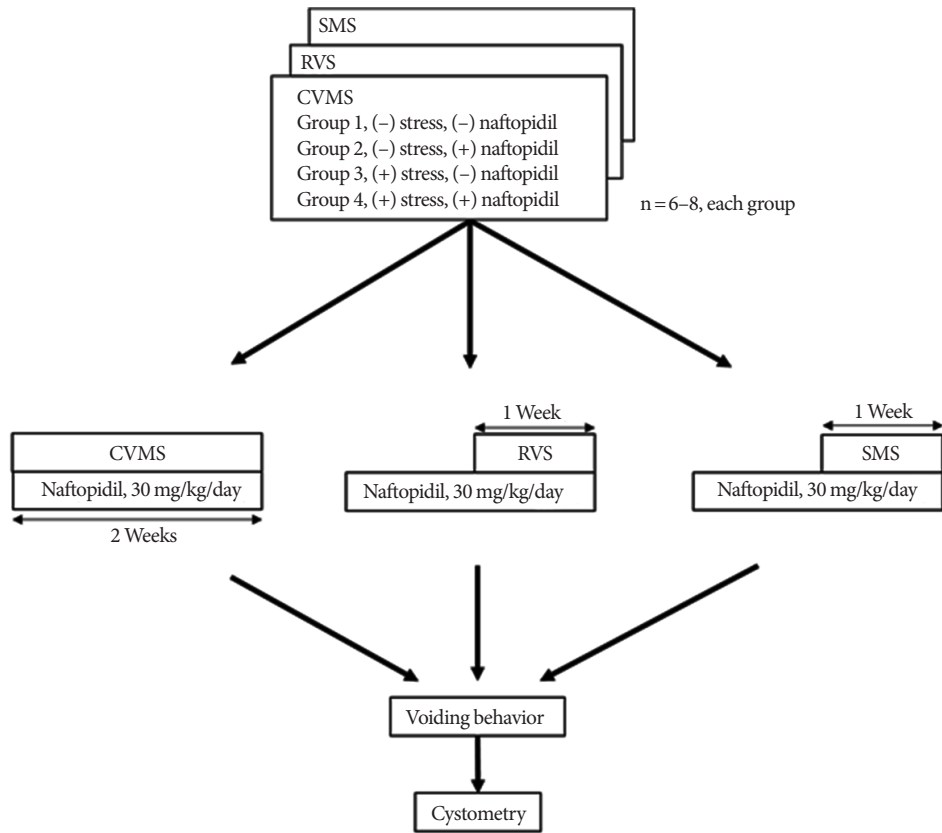 SMS
RVS
CVMS
Group 1, (–) stress, (–) naftopidil
Group 2, (–) stress, (+) naftopidil
Group 3, (+) stress, (–) naftopidil
Group 4, (+) stress, (+) naftopidil
n = 6–8, each group
CVMS
Naftopidil, 30 mg/kg/day
2 Weeks
1 Week
RVS
Naftopidil, 30 mg/kg/day
1 Week
SMS
Naftopidil, 30 mg/kg/day
Voiding behavior
Cystometry